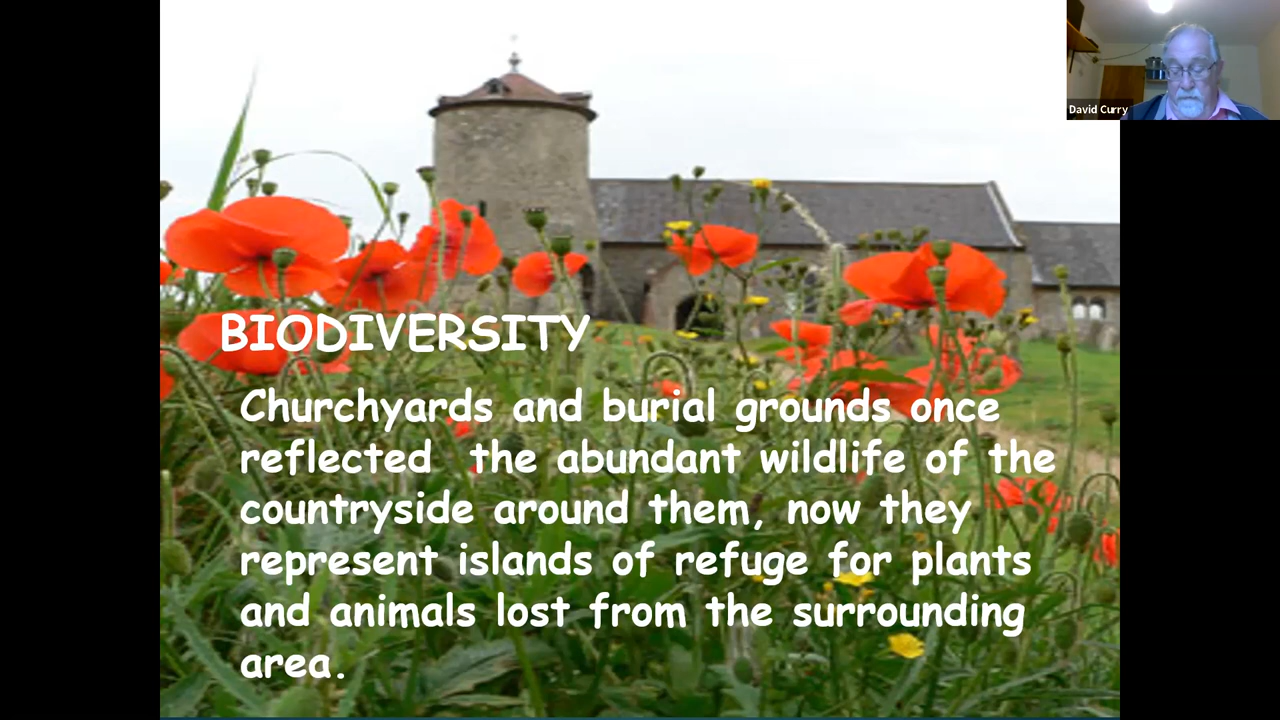 David Curry
BIODIVERSITY
Churchyards and burial grounds once
reflected the abundant wildlife of the
countryside around them, now they
represent islands of refuge for plants
and animals lost from the surrounding
area.